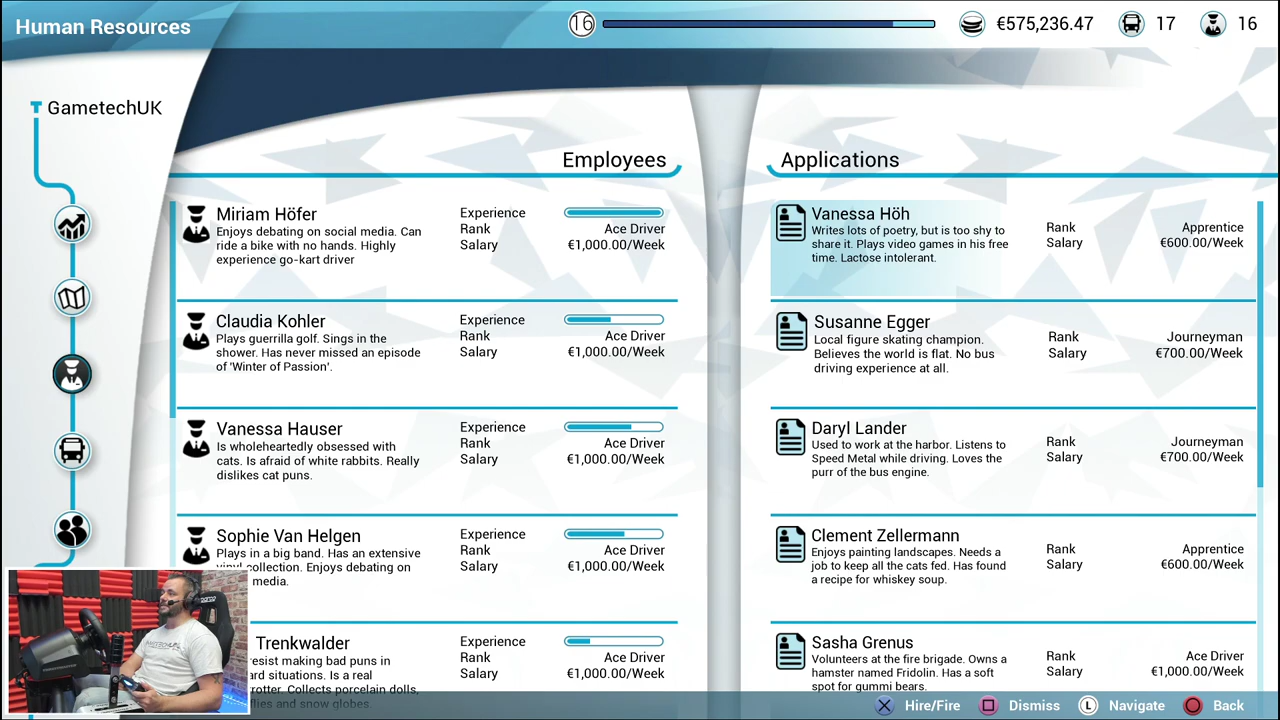 Human Resources
16
€575,236.47
17
16
GametechUK
Employees
Miriam Höfer
Enjoys debating on social media. Can
ride a bike with no hands. Highly
experience go-kart driver
Experience
Rank Ace Driver
Salary €1,000.00/Week
Claudia Kohler
Plays guerrilla golf. Sings in the
shower. Has never missed an episode
of 'Winter of Passion'.
Experience
Rank Ace Driver
Salary €1,000.00/Week
Vanessa Hauser
Is wholeheartedly obsessed with
cats. Is afraid of white rabbits. Really
dislikes cat puns.
Experience
Rank Ace Driver
Salary €1,000.00/Week
Sophie Van Helgen
Plays in a big band. Has an extensive
vinyl collection. Enjoys debating on
media.
Experience
Rank Ace Driver
Salary €1,000.00/Week
Trenkwalder
resist making bad puns in
situations. Is a real
Collects porcelain dolls,
and snow globes.
Experience
Rank Ace Driver
Salary €1,000.00/Week
Applications
Vanessa Höh
Writes lots of poetry, but is too shy to
share it. Plays video games in his free
time. Lactose intolerant.
Rank Apprentice
Salary €600.00/Week
Susanne Egger
Local figure skating champion.
Believes the world is flat. No bus
driving experience at all.
Rank Journeyman
Salary €700.00/Week
Daryl Lander
Used to work at the harbor. Listens to
Speed Metal while driving. Loves the
purr of the bus engine.
Rank Journeyman
Salary €700.00/Week
Clement Zellermann
Enjoys painting landscapes. Needs a
job to keep all the cats fed. Has found
a recipe for whiskey soup.
Rank Apprentice
Salary €600.00/Week
Sasha Grenus
Volunteers at the fire brigade. Owns a
hamster named Fridolin. Has a soft
spot for gummi bears.
Rank Ace Driver
Salary €1,000.00/Week
Hire/Fire
Dismiss
L Navigate
Back